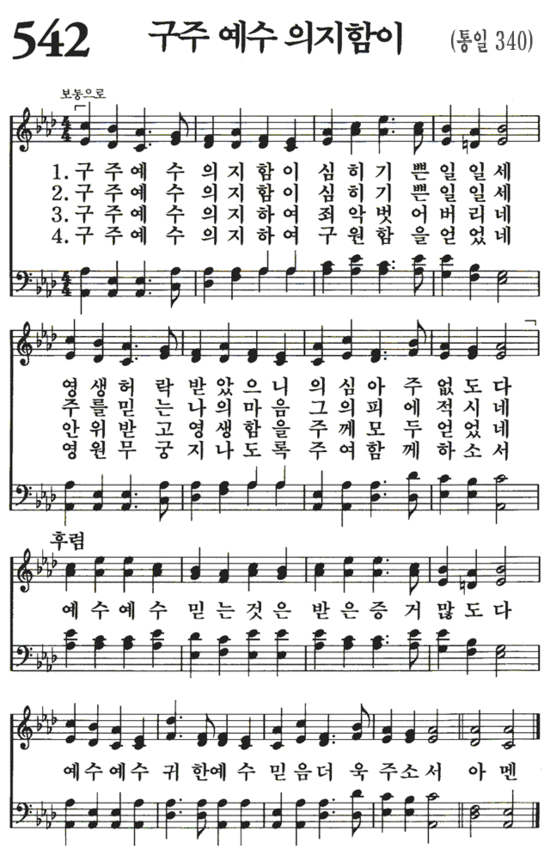 542 구주 예수 의지함이 (통일 340)
보통으로
4/4
1. 구 주 예 수 의 지 함 이 심 히 기 쁜 일 일 세
2. 구 주 예 수 의 지 함 이 심 히 기 쁜 일 일 세
3. 구 주 예 수 의 지 하 여 죄 악 벗 어 버 리 네
4. 구 주 예 수 의 지 하 여 구 원 함 을 얻 었 네
4/4
영 생 허 락 받 았 으 니 의 심 아 주 없 도 다
주 를 믿 는 나 의 마 음 그 의 피 에 적 시 네
안 위 받 고 영 생 함 을 주 께 모 두 얻 었 네
영 원 무 궁 지 나 도 록 주 여 함 께 하 소 서
후렴
예 수 예 수 믿 는 것 은 받 은 증 거 많 도 다
예 수 예 수 귀 한 예 수 믿 음 더 욱 주 소 서 아 멘